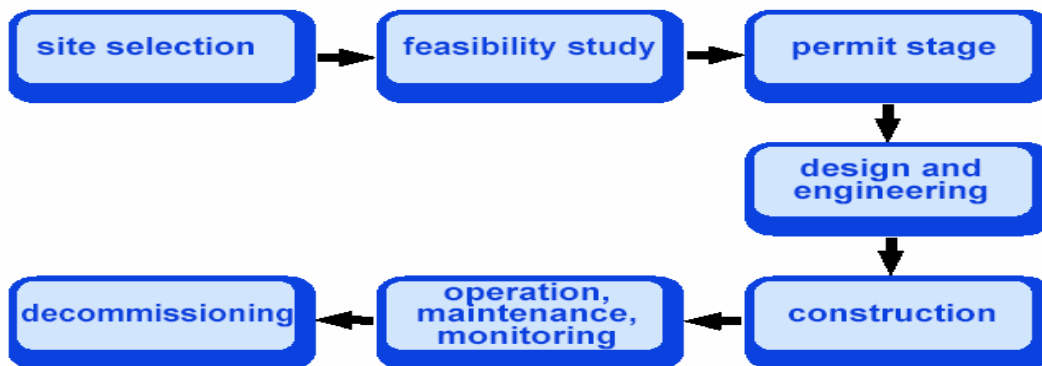 site selection
feasibility study
permit stage
design and
engineering
construction
operation,
maintenance,
monitoring
decommissioning